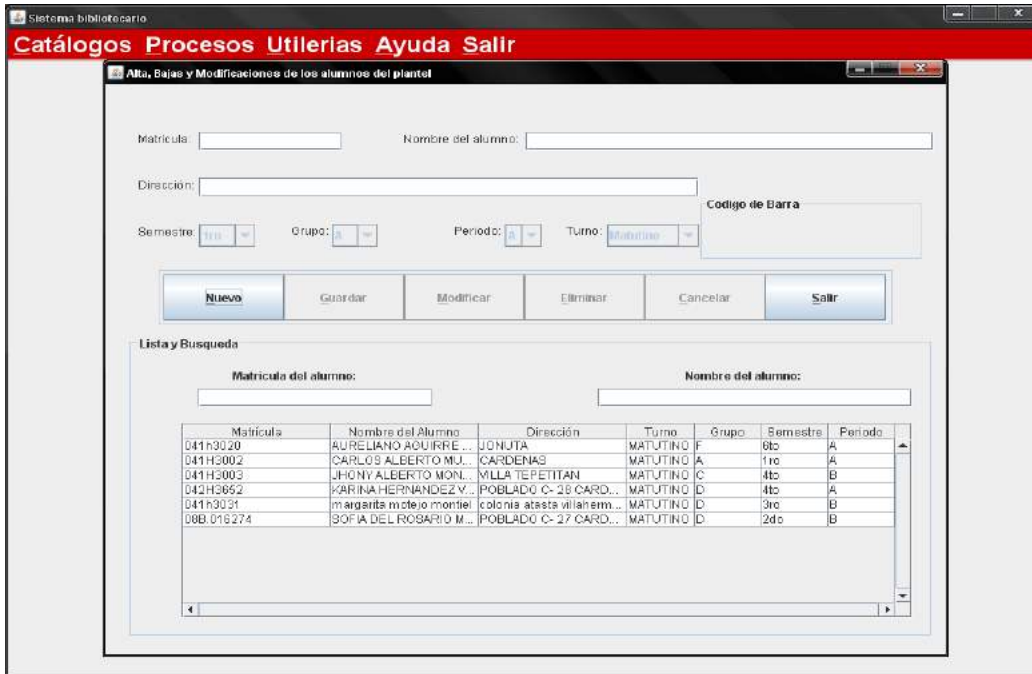 Sistema bibliotecario
Catálogos Procesos Utilerias Ayuda Salir
Alta, Bajas y Modificaciones de los alumnos del plantel
Matricula Nombre del alumno:
Dirección:
Codigo de Barra
Semestre: 1ro Grupo: A Periodo: A Turno: Matutino
Nuevo Guardar Modificar Eliminar Cancelar Salir
Lista y Busqueda
Matricula del alumno: Nombre del alumno:
Matrícula Nombre del Alumno Dirección Turno Grupo Semestre Periodo
041h3020 AURELIANO AGUIRRE ... JONUTA MATUTINO F 6to A
041H3002 CARLOS ALBERTO MU... CARDENAS MATUTINO A 1ro A
041H3003 JHONY ALBERTO MON... VILLA TEPETITAN MATUTINO C 4to B
042H3652 KARINA HERNANDEZ V... POBLADO C- 28 CARD... MATUTINO D 4to A
041h3031 margarita motejo montiel colonia atasta villaherm... MATUTINO D 3ro B
08B.016274 SOFIA DEL ROSARIO M... POBLADO C- 27 CARD... MATUTINO D 2do B